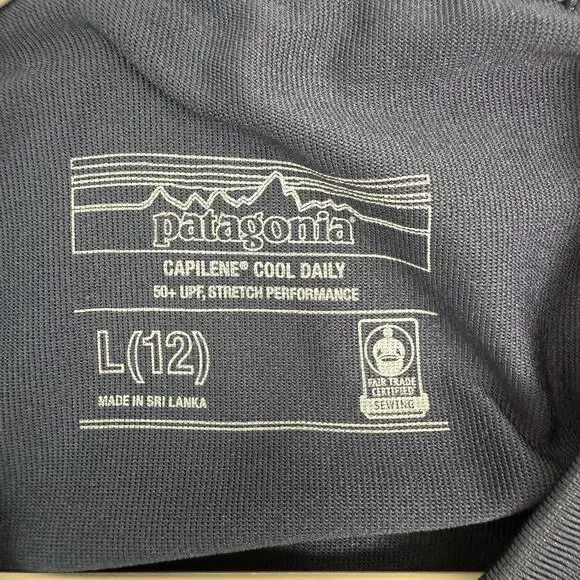 patagonia®
CAPILENE® COOL DAILY
50+ UPF, STRETCH PERFORMANCE
L(12)
MADE IN SRI LANKA
FAIR TRADE
CERTIFIED
SEWING